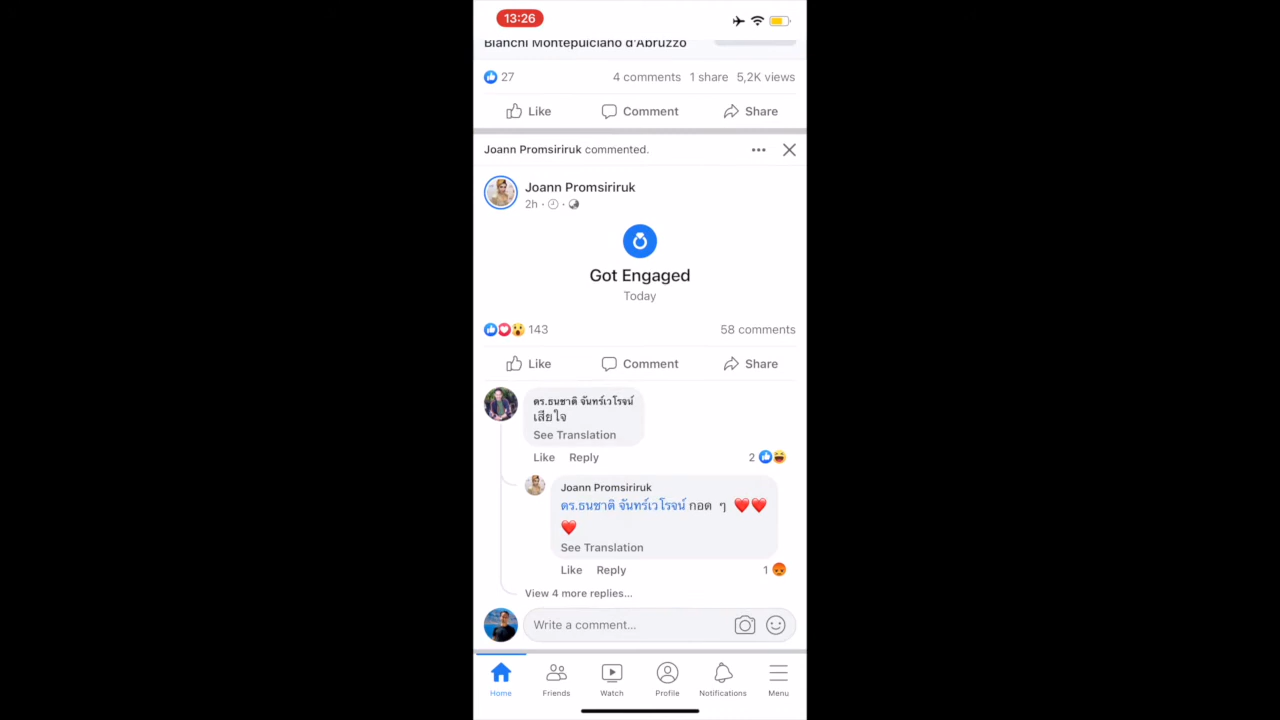 13:26
Bianchi Montepulciano d'Abruzzo
27 4 comments 1 share 5,2K views
Like Comment Share
Joann Promsiriruk commented.
Joann Promsiriruk
2h
Got Engaged
Today
143 58 comments
Like Comment Share
ดร.ธนชาติ จันทร์เวโรจน์
เสียใจ
See Translation
Like Reply 2
Joann Promsiriruk
ดร.ธนชาติ จันทร์เวโรจน์ กอด ๆ ❤️❤️
❤️
See Translation
Like Reply 1
View 4 more replies...
Write a comment...
Home Friends Watch Profile Notifications Menu